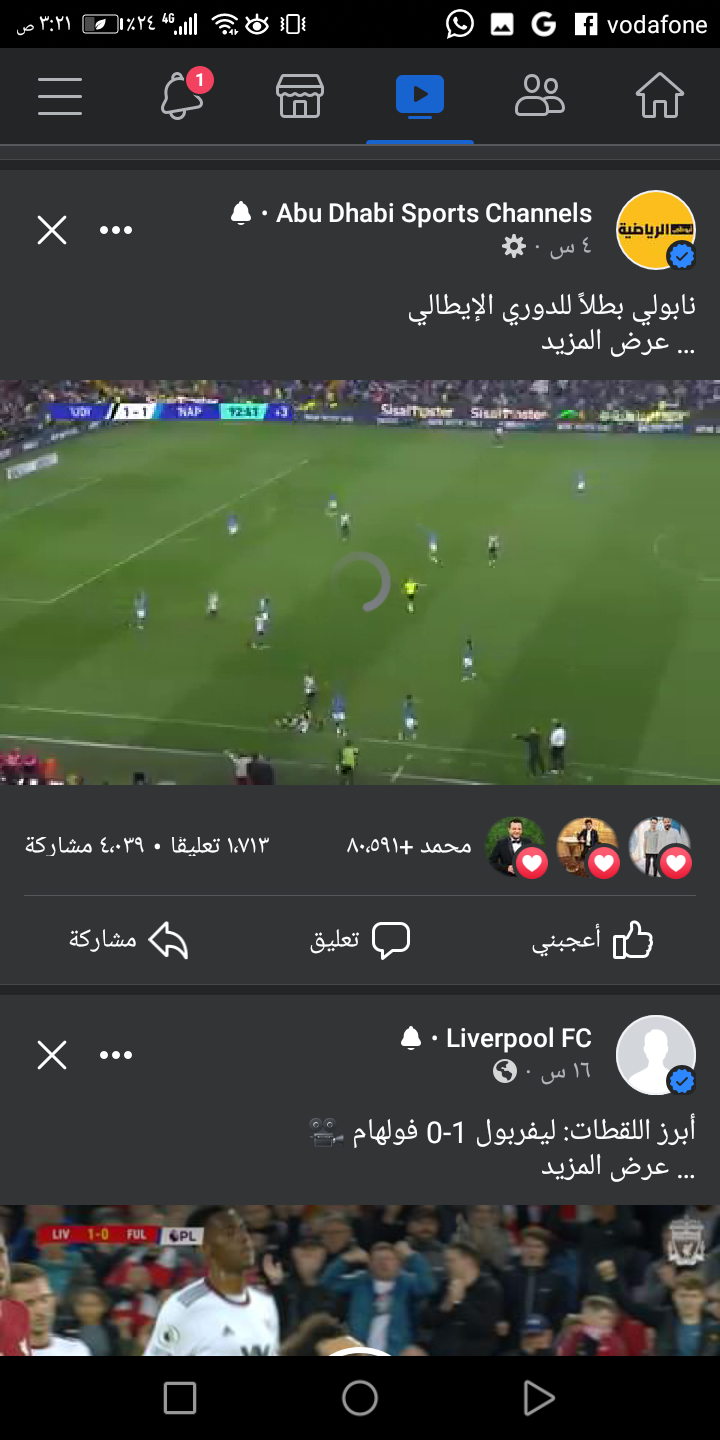 ٣:٢١ ص ٪٢٤ 4G vodafone
1
Abu Dhabi Sports Channels ·
٤ س ·
الرياضية
نابولي بطلاً للدوري الإيطالي
... عرض المزيد
UDI 1-1 NAP 92:41 +3
SisalTipster SisalTipster
محمد +٨٠،٥٩١ ١،٧١٣ تعليقا • ٤،٠٣٩ مشاركة
أعجبني تعليق مشاركة
Liverpool FC ·
١٦ س ·
أبرز اللقطات: ليفربول 1-0 فولهام
... عرض المزيد
LIV 1-0 FUL PL